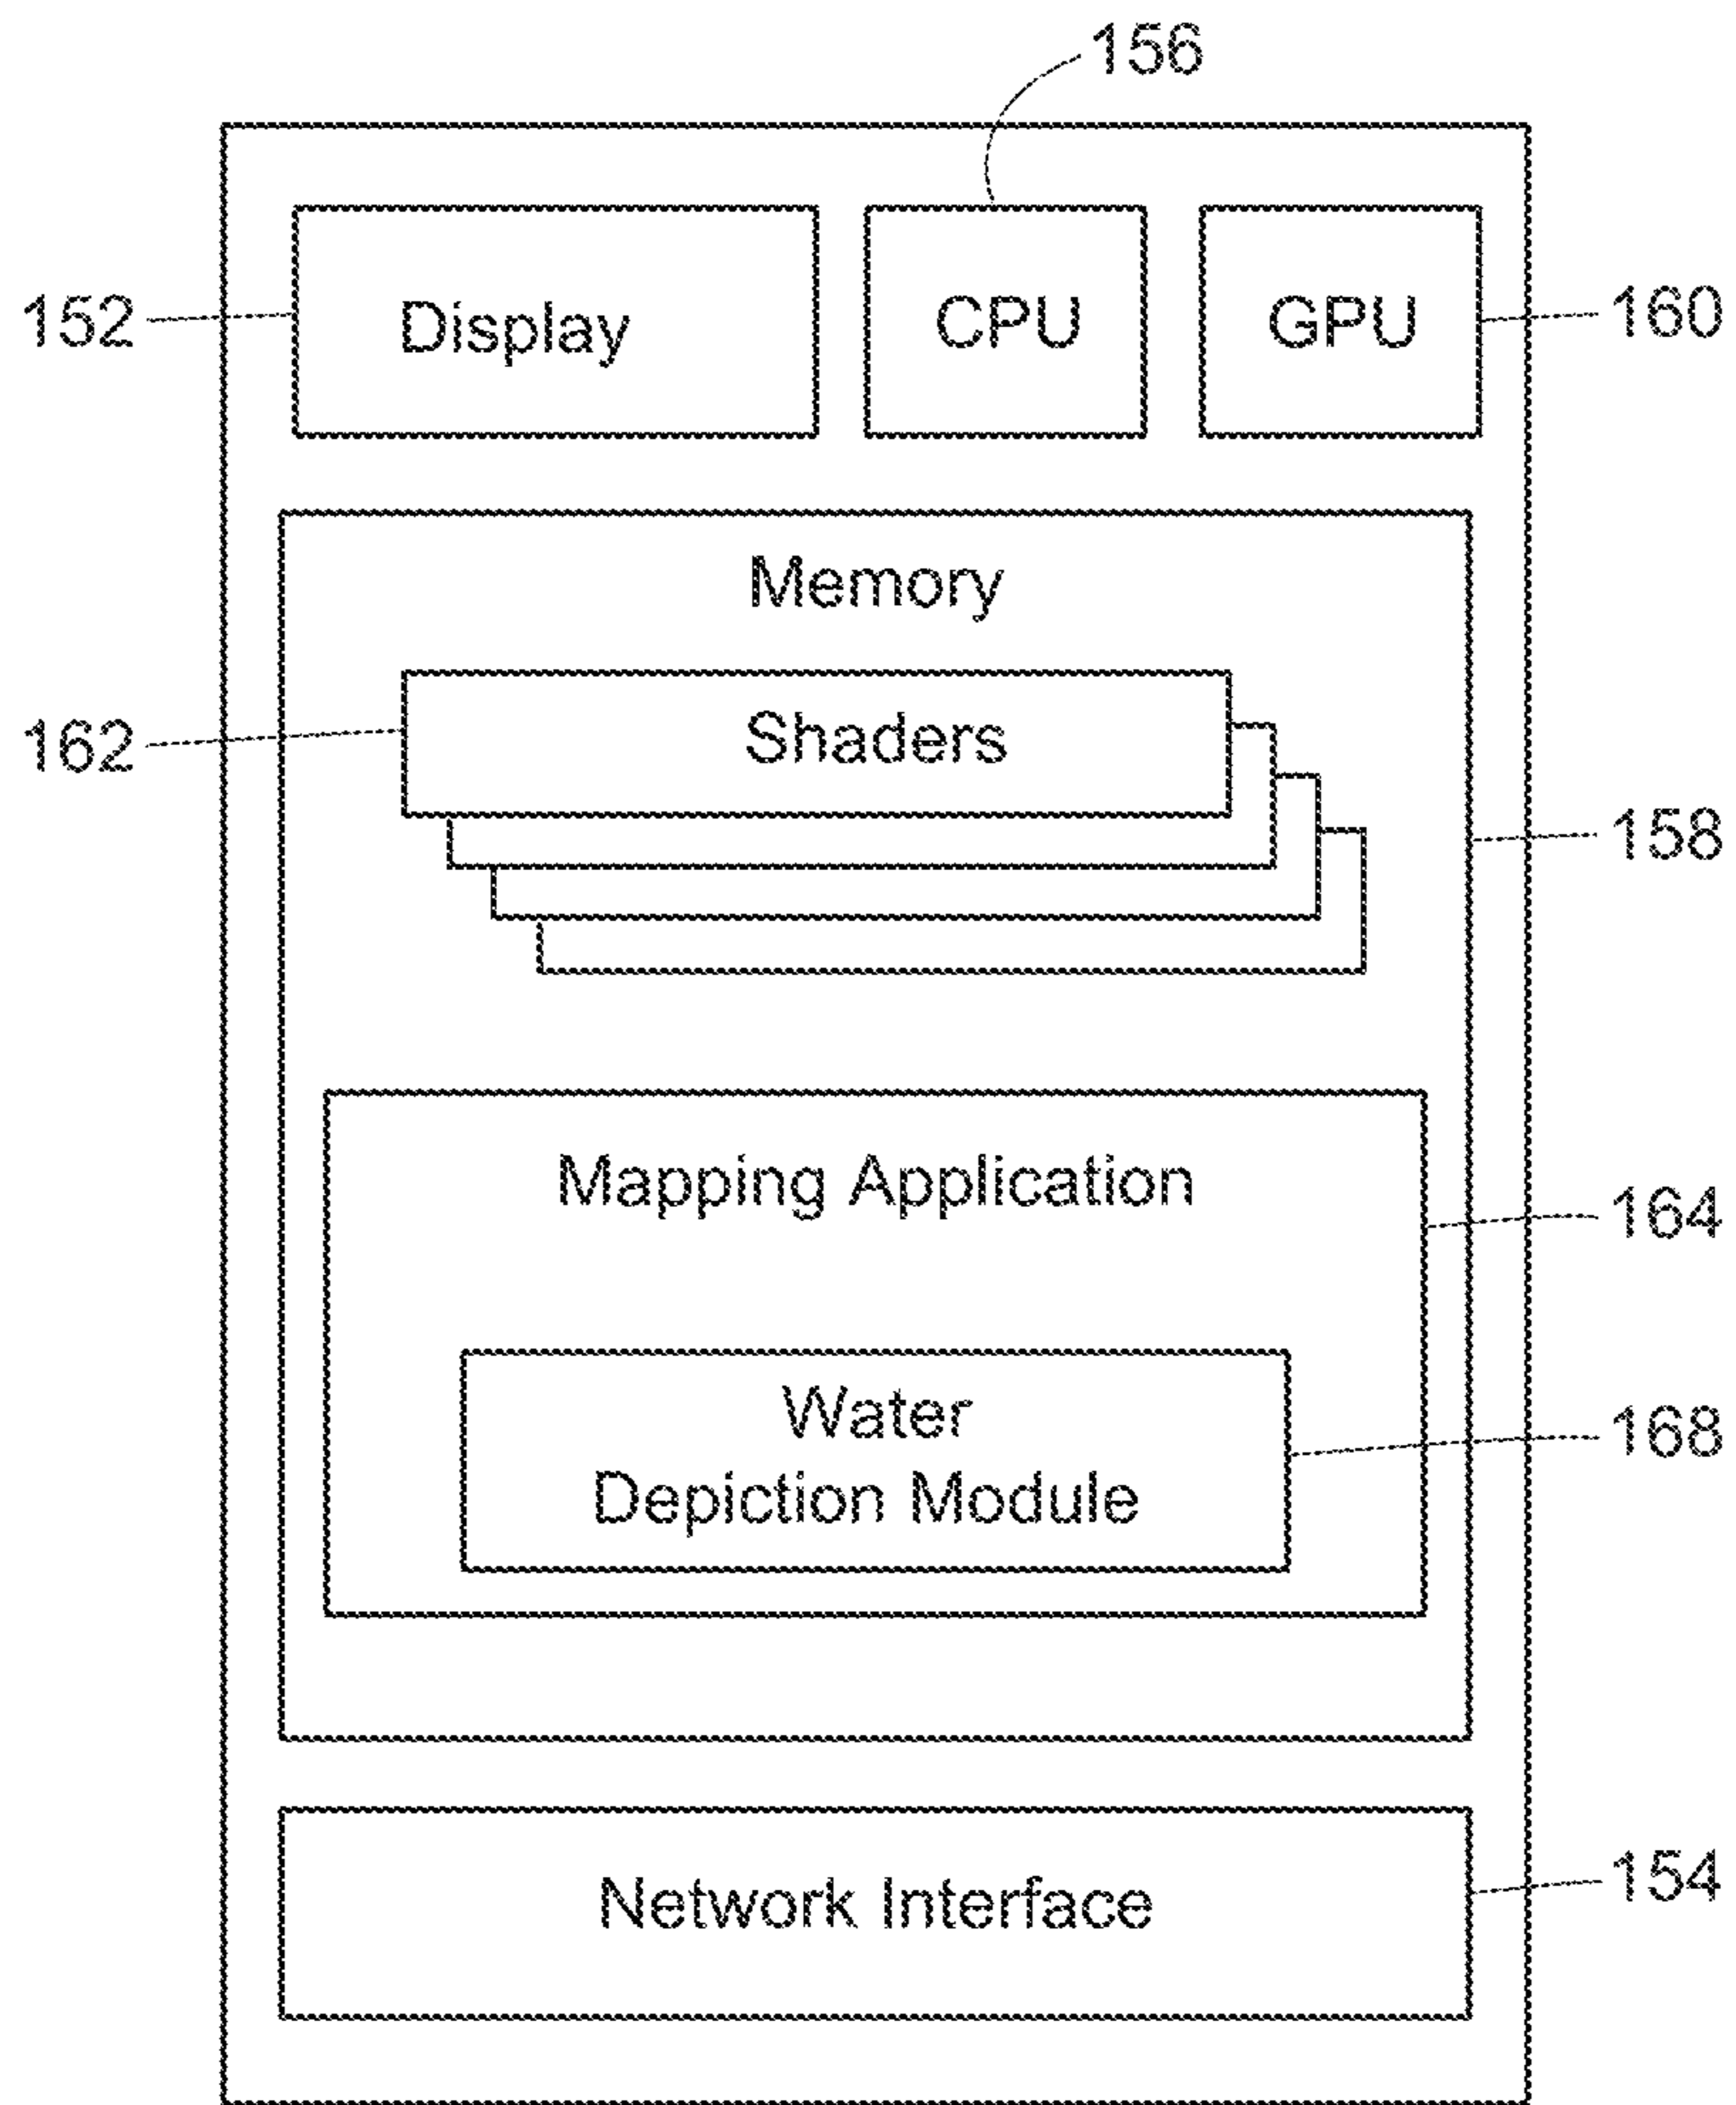 156
152
Display
CPU
GPU
160
Memory
162
Shaders
158
Mapping Application
164
Water
Depiction Module
168
Network Interface
154